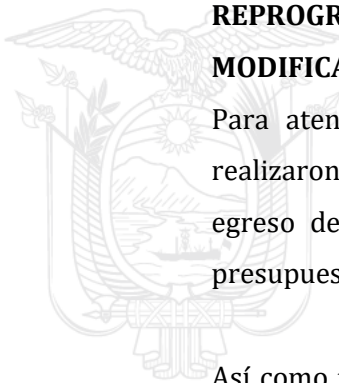 REPROGR
MODIFICA
Para aten
realizaron
egreso de
presupues
Así como